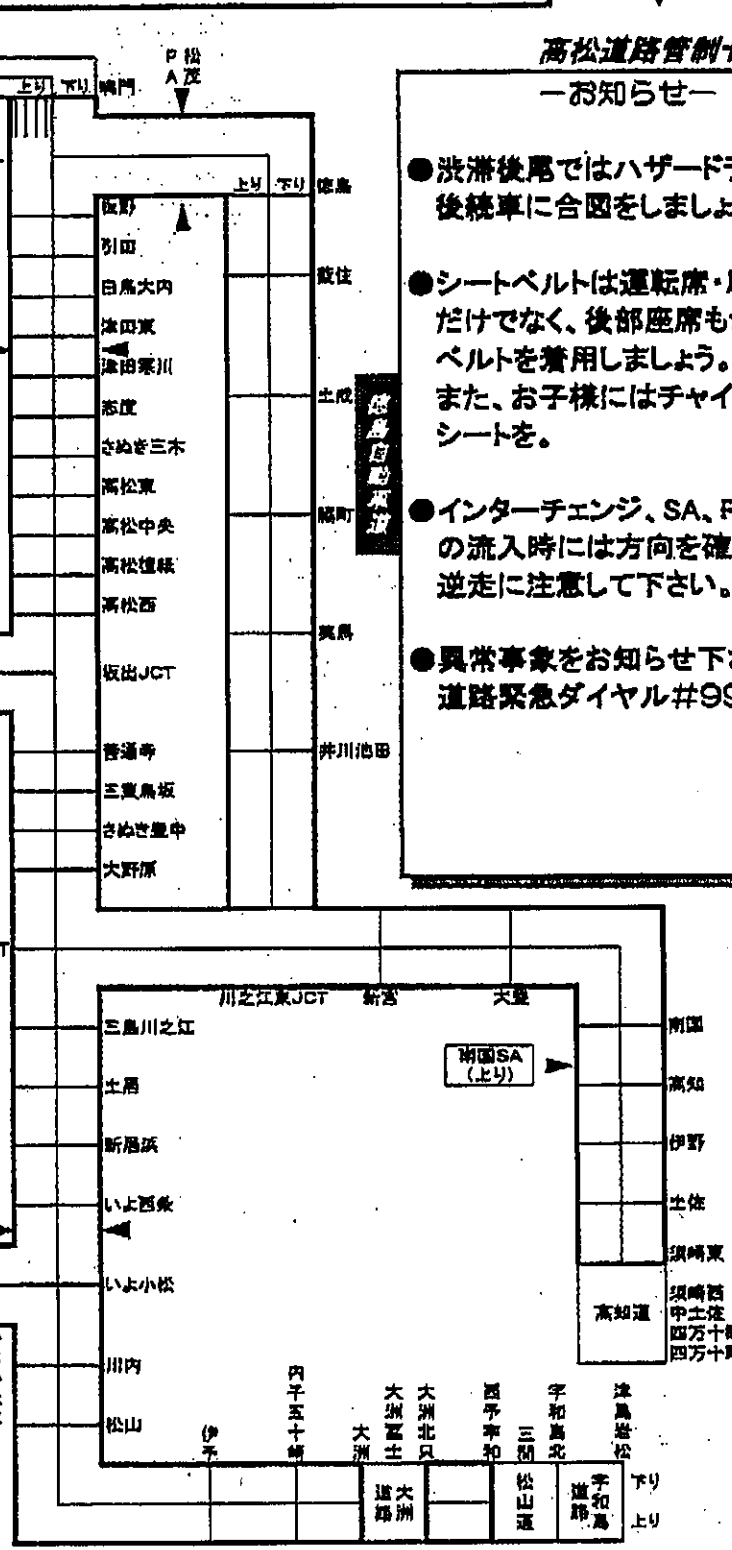 高松道路管制
ーお知らせー
●渋滞後尾ではハザード
後続車に合図をしましょ
●シートベルトは運転席・
だけでなく、後部座席も
ベルトを着用しましょう。
また、お子様にはチャイ
シートを。
●インターチェンジ、SA、
の流入時には方向を確
逆走に注意して下さい。
●異常事象をお知らせ下
道路緊急ダイヤル#99
松茂
PA
上り 下り 鳴門
上り 下り 徳島
板野
引田
白鳥大内
津田東
津田寒川
志度
さぬき三木
高松東
高松中央
高松檀紙
高松西
坂出JCT
善通寺
三豊鳥坂
さぬき豊中
大野原
藍住
土成
脇町
美馬
井川池田
徳島自動車道
川之江東JCT 新宮 大豊
三島川之江
土居
新居浜
いよ西条
いよ小松
川内
松山
南国SA
(上り)
南国
高知
伊野
土佐
須崎東
高知道
須崎西
中土佐
四万十
四万十
伊予
内子五十崎
大洲
大洲冨士
大洲北只
西予宇和
三間
宇和島北
津島岩松
大洲
道路
松山道
宇和島
道路
下り
上り